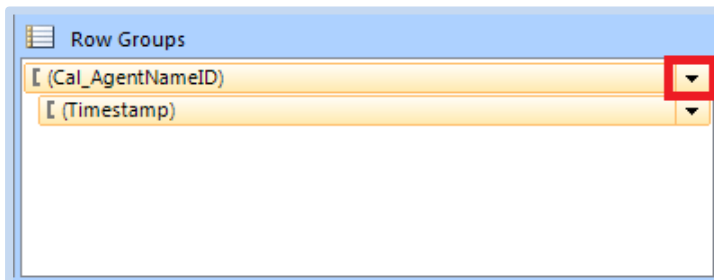 Row Groups
[ (Cal_AgentNameID)
[ (Timestamp)